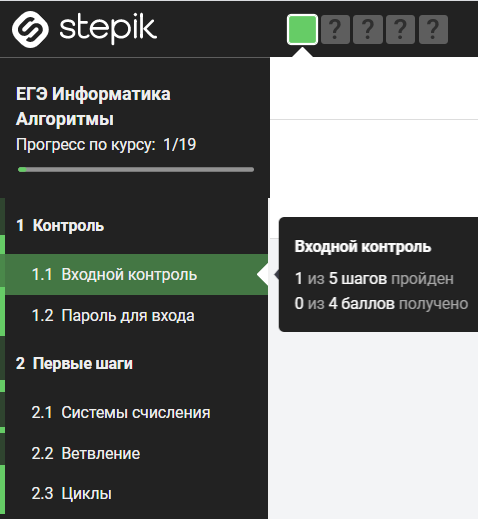 stepik
? ? ? ?
ЕГЭ Информатика
Алгоритмы
Прогресс по курсу: 1/19
1 Контроль
1.1 Входной контроль
1.2 Пароль для входа
2 Первые шаги
2.1 Системы счисления
2.2 Ветвление
2.3 Циклы
Входной контроль
1 из 5 шагов пройден
0 из 4 баллов получено